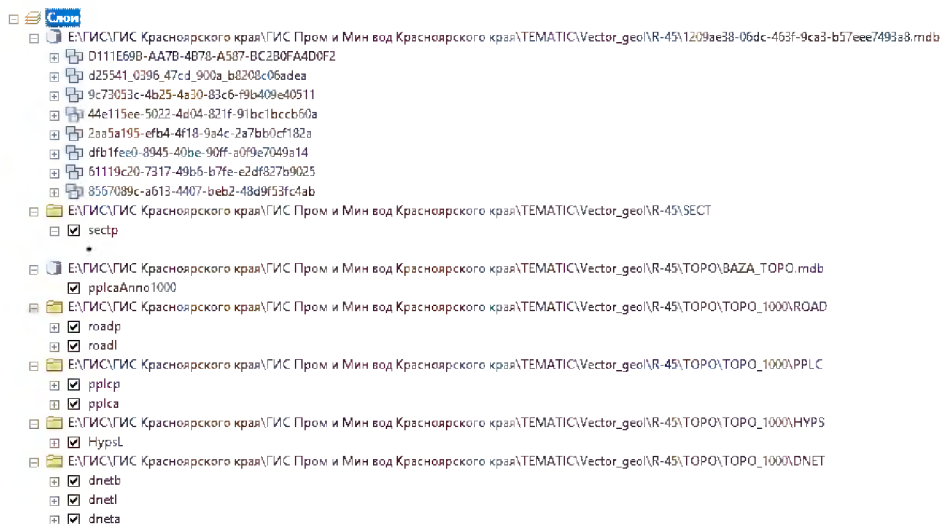 Слои
E:\ГИС\ГИС Красноярского края\ГИС Пром и Мин вод Красноярского края\TEMATIC\Vector_geol\R-45\1209ae38-06dc-463f-9ca3-b57eee7493a8.mdb
D111E69B-AA7B-4B78-A587-BC2B0FA4D0F2
d25541_0396_47cd_900a_b8208c06adea
9c73053c-4b25-4a30-83c6-f9b409e40511
44e115ee-5022-4d04-821f-91bc1bccb60a
2aa5a195-efb4-4f18-9a4c-2a7bb0cf182a
dfb1fee0-8945-40be-90ff-a0f9e7049a14
61119c20-7317-49b6-b7fe-e2df827b9025
8567089c-a613-4407-beb2-48d9f53fc4ab
E:\ГИС\ГИС Красноярского края\ГИС Пром и Мин вод Красноярского края\TEMATIC\Vector_geol\R-45\SECT
sectp
E:\ГИС\ГИС Красноярского края\ГИС Пром и Мин вод Красноярского края\TEMATIC\Vector_geol\R-45\TOPO\BAZA_TOPO.mdb
pplcaAnno1000
E:\ГИС\ГИС Красноярского края\ГИС Пром и Мин вод Красноярского края\TEMATIC\Vector_geol\R-45\TOPO\TOPO_1000\ROAD
roadp
roadl
E:\ГИС\ГИС Красноярского края\ГИС Пром и Мин вод Красноярского края\TEMATIC\Vector_geol\R-45\TOPO\TOPO_1000\PPLC
pplcp
pplca
E:\ГИС\ГИС Красноярского края\ГИС Пром и Мин вод Красноярского края\TEMATIC\Vector_geol\R-45\TOPO\TOPO_1000\HYPS
HypsL
E:\ГИС\ГИС Красноярского края\ГИС Пром и Мин вод Красноярского края\TEMATIC\Vector_geol\R-45\TOPO\TOPO_1000\DNET
dnetb
dnetl
dneta